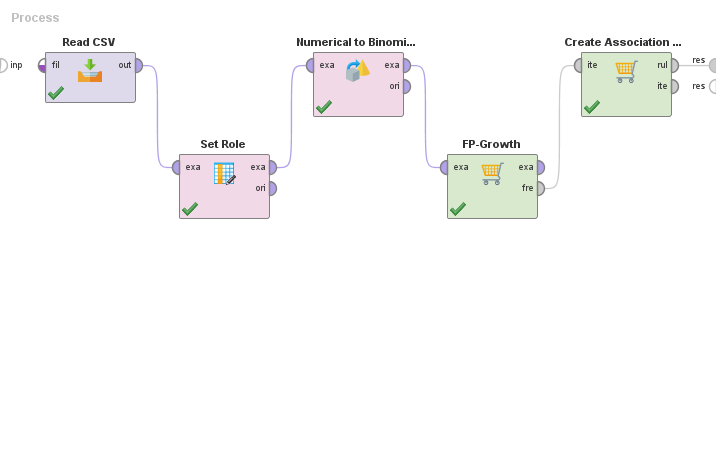 Process
Read CSV
inp
fil
out
Set Role
exa
exa
ori
Numerical to Binomi...
exa
exa
ori
FP-Growth
exa
exa
fre
Create Association ...
ite
rul
ite
res
res